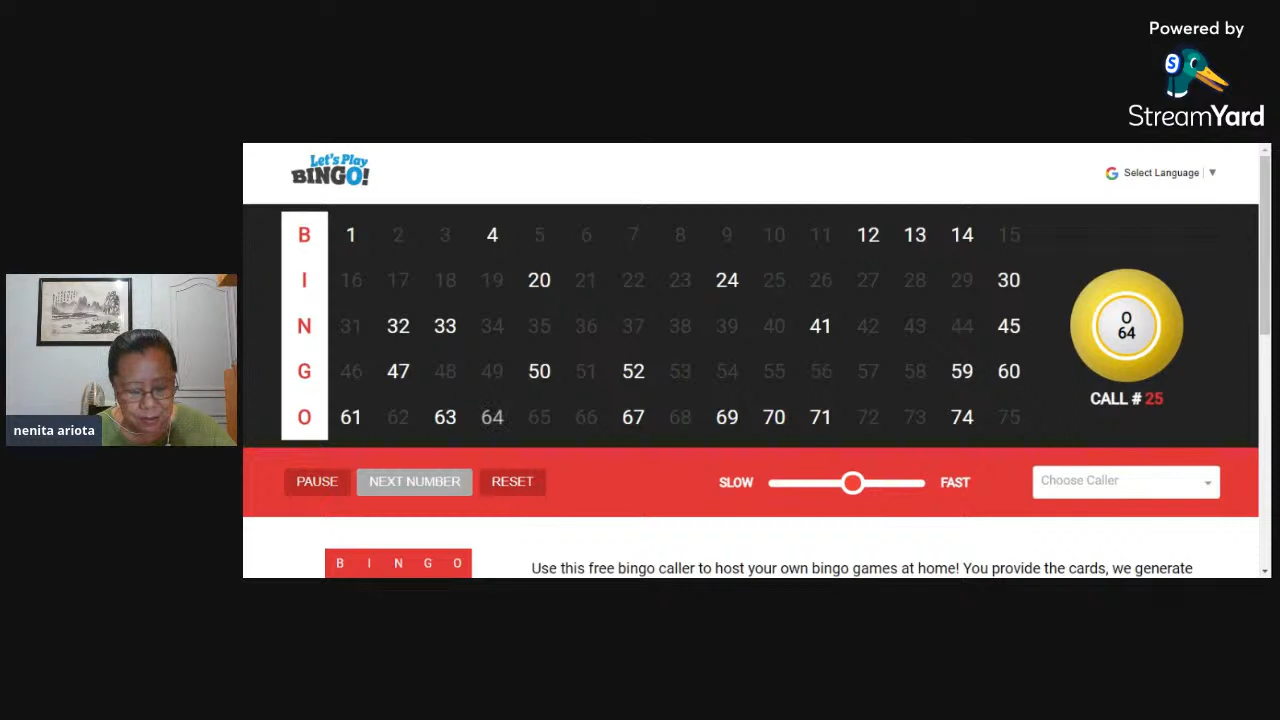 Powered by
S
StreamYard
Let's Play
BINGO!
G Select Language ▼
B 1 2 3 4 5 6 7 8 9 10 11 12 13 14 15
I 16 17 18 19 20 21 22 23 24 25 26 27 28 29 30
N 31 32 33 34 35 36 37 38 39 40 41 42 43 44 45
G 46 47 48 49 50 51 52 53 54 55 56 57 58 59 60
O 61 62 63 64 65 66 67 68 69 70 71 72 73 74 75
O
64
CALL # 25
nenita ariota
PAUSE NEXT NUMBER RESET SLOW FAST Choose Caller
B I N G O
Use this free bingo caller to host your own bingo games at home! You provide the cards, we generate